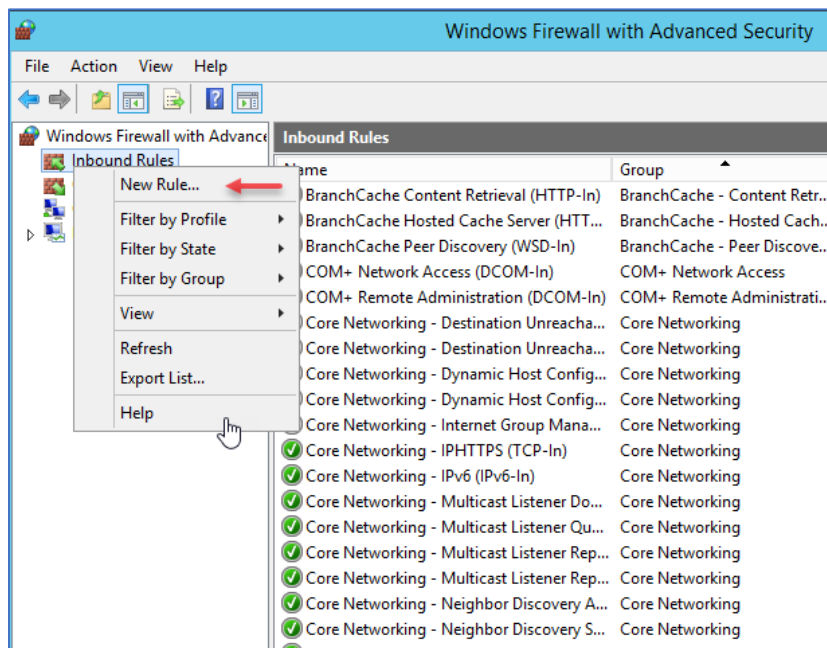 Windows Firewall with Advanced Security
File Action View Help
Windows Firewall with Advance
Inbound Rules
New Rule...
Filter by Profile
Filter by State
Filter by Group
View
Refresh
Export List...
Help
Inbound Rules
Name Group
BranchCache Content Retrieval (HTTP-In) BranchCache - Content Retr...
BranchCache Hosted Cache Server (HTT... BranchCache - Hosted Cach...
BranchCache Peer Discovery (WSD-In) BranchCache - Peer Discove...
COM+ Network Access (DCOM-In) COM+ Network Access
COM+ Remote Administration (DCOM-In) COM+ Remote Administrati...
Core Networking - Destination Unreacha... Core Networking
Core Networking - Destination Unreacha... Core Networking
Core Networking - Dynamic Host Config... Core Networking
Core Networking - Dynamic Host Config... Core Networking
Core Networking - Internet Group Mana... Core Networking
Core Networking - IPHTTPS (TCP-In) Core Networking
Core Networking - IPv6 (IPv6-In) Core Networking
Core Networking - Multicast Listener Do... Core Networking
Core Networking - Multicast Listener Qu... Core Networking
Core Networking - Multicast Listener Rep... Core Networking
Core Networking - Multicast Listener Rep... Core Networking
Core Networking - Neighbor Discovery A... Core Networking
Core Networking - Neighbor Discovery S... Core Networking